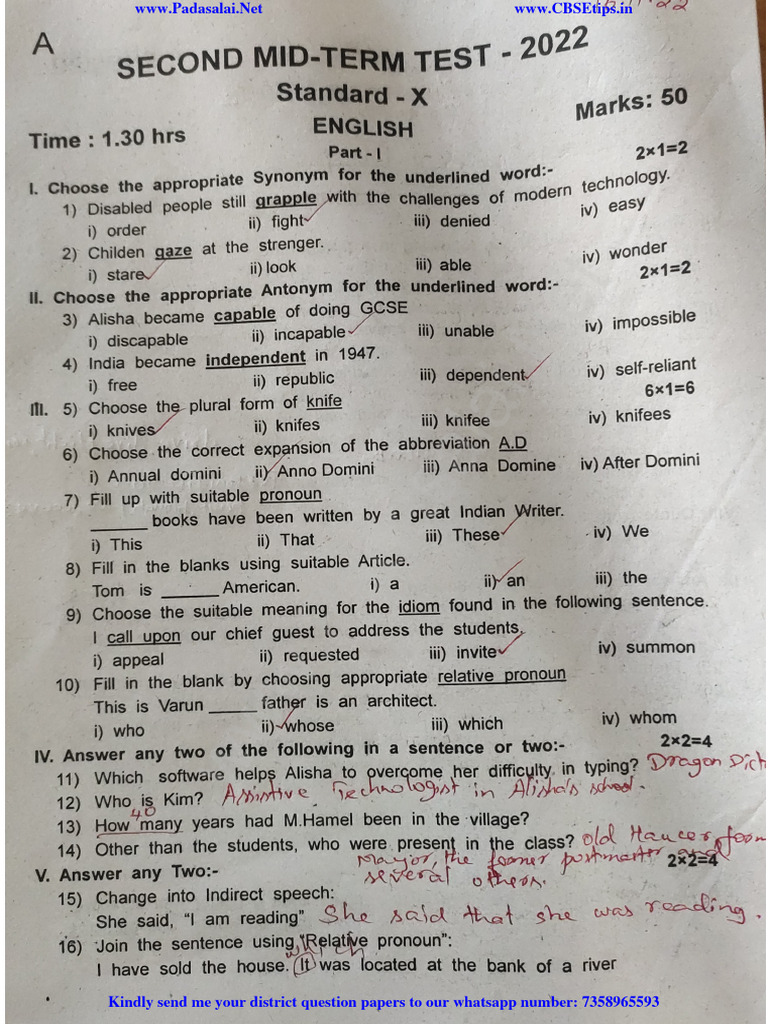 www.Padasalai.Net www.CBSEtips.in
22
A
SECOND MID-TERM TEST - 2022
Standard - X
Marks: 50
Time : 1.30 hrs
ENGLISH
Part - I
2×1=2
I. Choose the appropriate Synonym for the underlined word:-
1) Disabled people still grapple with the challenges of modern technology.
i) order ii) fight iii) denied iv) easy
2) Childen gaze at the strenger.
i) stare ii) look iii) able iv) wonder
2×1=2
II. Choose the appropriate Antonym for the underlined word:-
3) Alisha became capable of doing GCSE
i) discapable ii) incapable iii) unable iv) impossible
4) India became independent in 1947.
i) free ii) republic iii) dependent iv) self-reliant
6×1=6
III. 5) Choose the plural form of knife
i) knives ii) knifes iii) knifee iv) knifees
6) Choose the correct expansion of the abbreviation A.D
i) Annual domini ii) Anno Domini iii) Anna Domine iv) After Domini
7) Fill up with suitable pronoun
______ books have been written by a great Indian Writer.
i) This ii) That iii) These iv) We
8) Fill in the blanks using suitable Article.
Tom is ______ American. i) a ii) an iii) the
9) Choose the suitable meaning for the idiom found in the following sentence.
I call upon our chief guest to address the students.
i) appeal ii) requested iii) invite iv) summon
10) Fill in the blank by choosing appropriate relative pronoun
This is Varun _____ father is an architect.
i) who ii) whose iii) which iv) whom
2×2=4
IV. Answer any two of the following in a sentence or two:-
11) Which software helps Alisha to overcome her difficulty in typing? Dragon Dict
12) Who is Kim? Assistive Technologist in Alisha's school.
40
13) How many years had M.Hamel been in the village?
14) Other than the students, who were present in the class? Old Hauser, form
Mayor, the former postmaster and
2×2=4
V. Answer any Two:- several others.
15) Change into Indirect speech:
She said, "I am reading" She said that she was reading.
16) Join the sentence using "Relative pronoun":
which
I have sold the house. It was located at the bank of a river
Kindly send me your district question papers to our whatsapp number: 7358965593